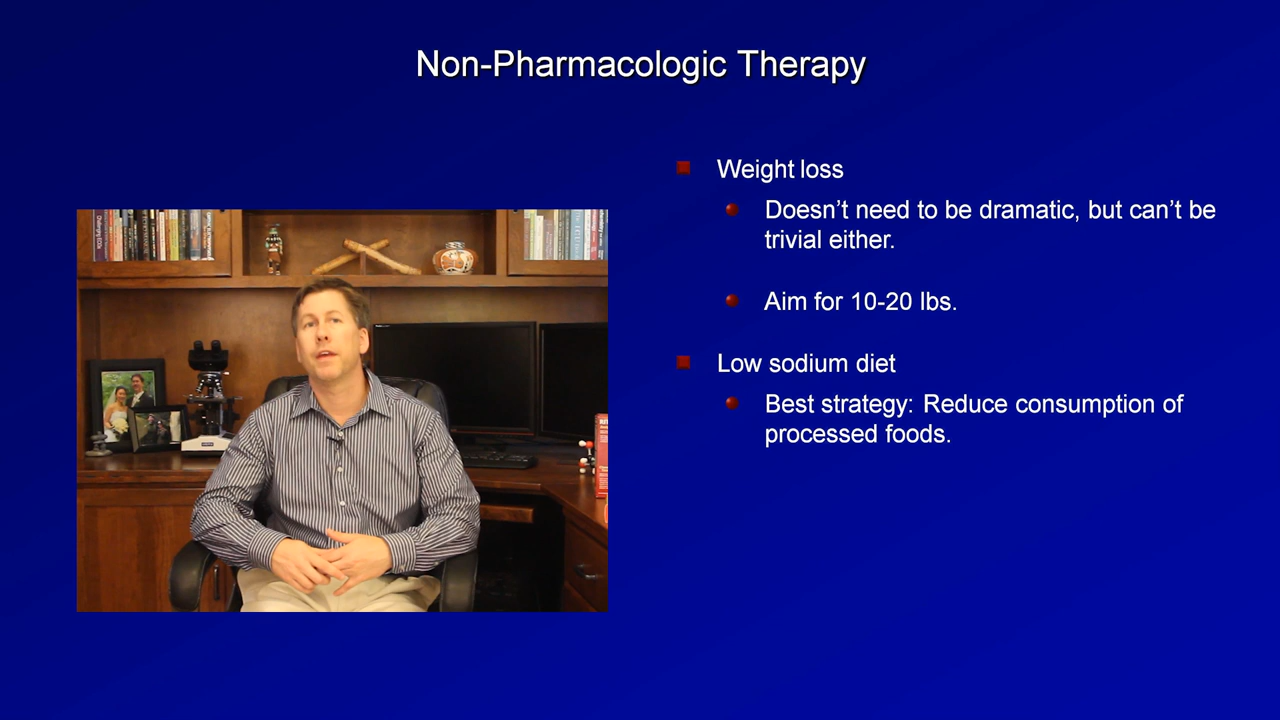 Non-Pharmacologic Therapy
Weight loss
Doesn’t need to be dramatic, but can’t be
trivial either.
Aim for 10-20 lbs.
Low sodium diet
Best strategy: Reduce consumption of
processed foods.